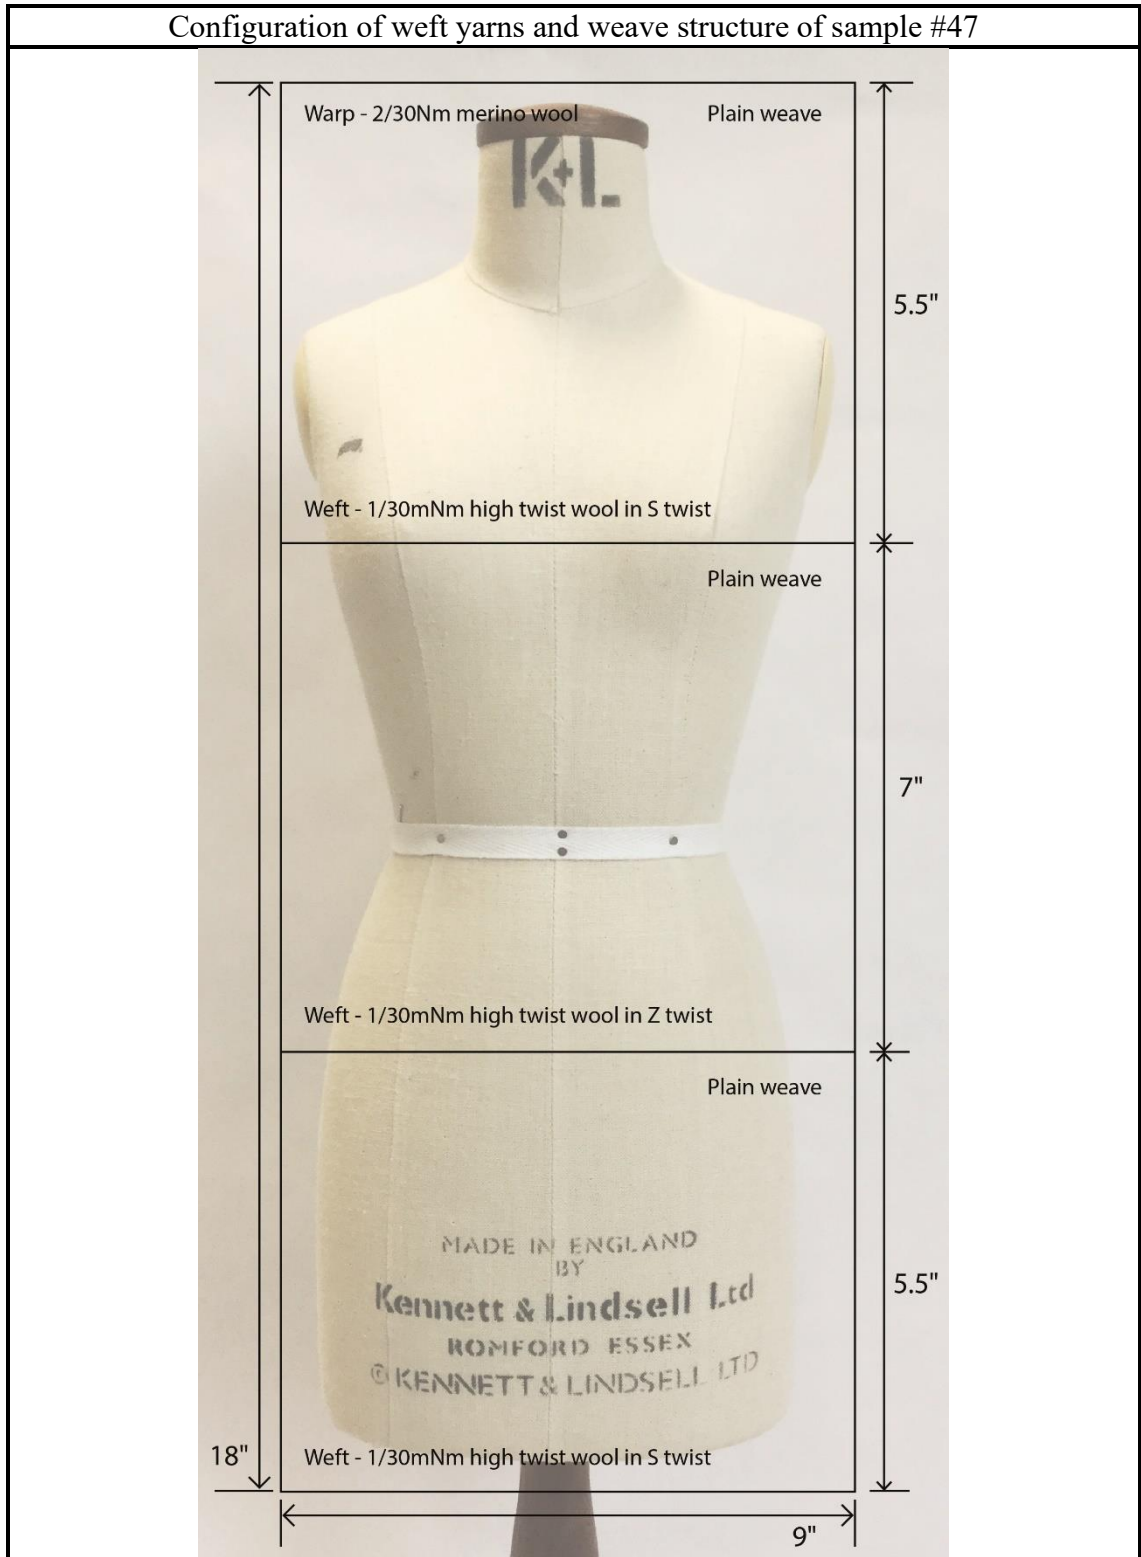 Configuration of weft yarns and weave structure of sample #47
Warp - 2/30Nm merino wool Plain weave
K+L
5.5"
Weft - 1/30mNm high twist wool in S twist
Plain weave
7"
Weft - 1/30mNm high twist wool in Z twist
Plain weave
MADE IN ENGLAND
BY
Kennett & Lindsell Ltd
ROMFORD ESSEX
© KENNETT & LINDSELL LTD
5.5"
18"
Weft - 1/30mNm high twist wool in S twist
9"